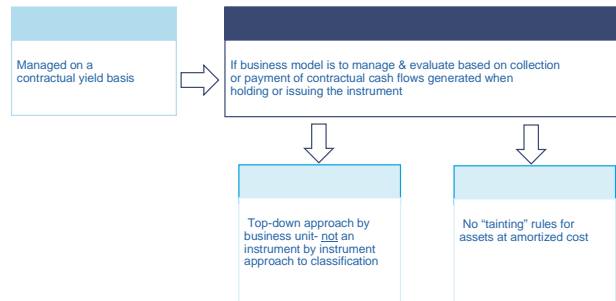 Managed on a
contractual yield basis
If business model is to manage & evaluate based on collection
or payment of contractual cash flows generated when
holding or issuing the instrument
Top-down approach by
business unit- not an
instrument by instrument
approach to classification
No “tainting” rules for
assets at amortized cost